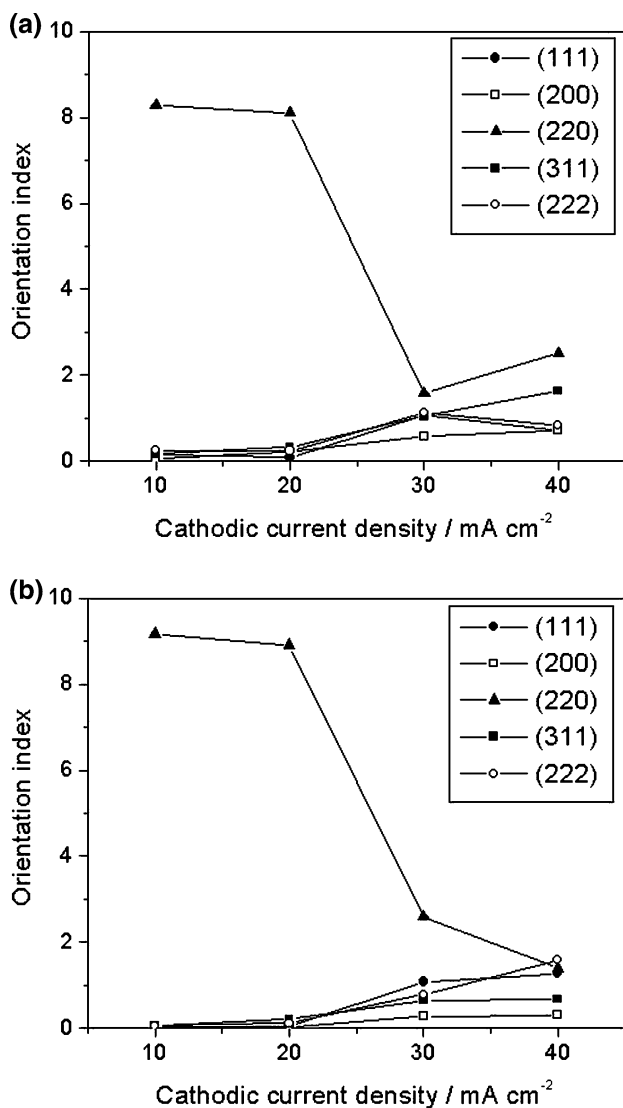 (a)
10
8
6
4
2
0
Orientation index
(111)
(200)
(220)
(311)
(222)
10 20 30 40
Cathodic current density / mA cm⁻²
(b)
10
8
6
4
2
0
Orientation index
(111)
(200)
(220)
(311)
(222)
10 20 30 40
Cathodic current density / mA cm⁻²